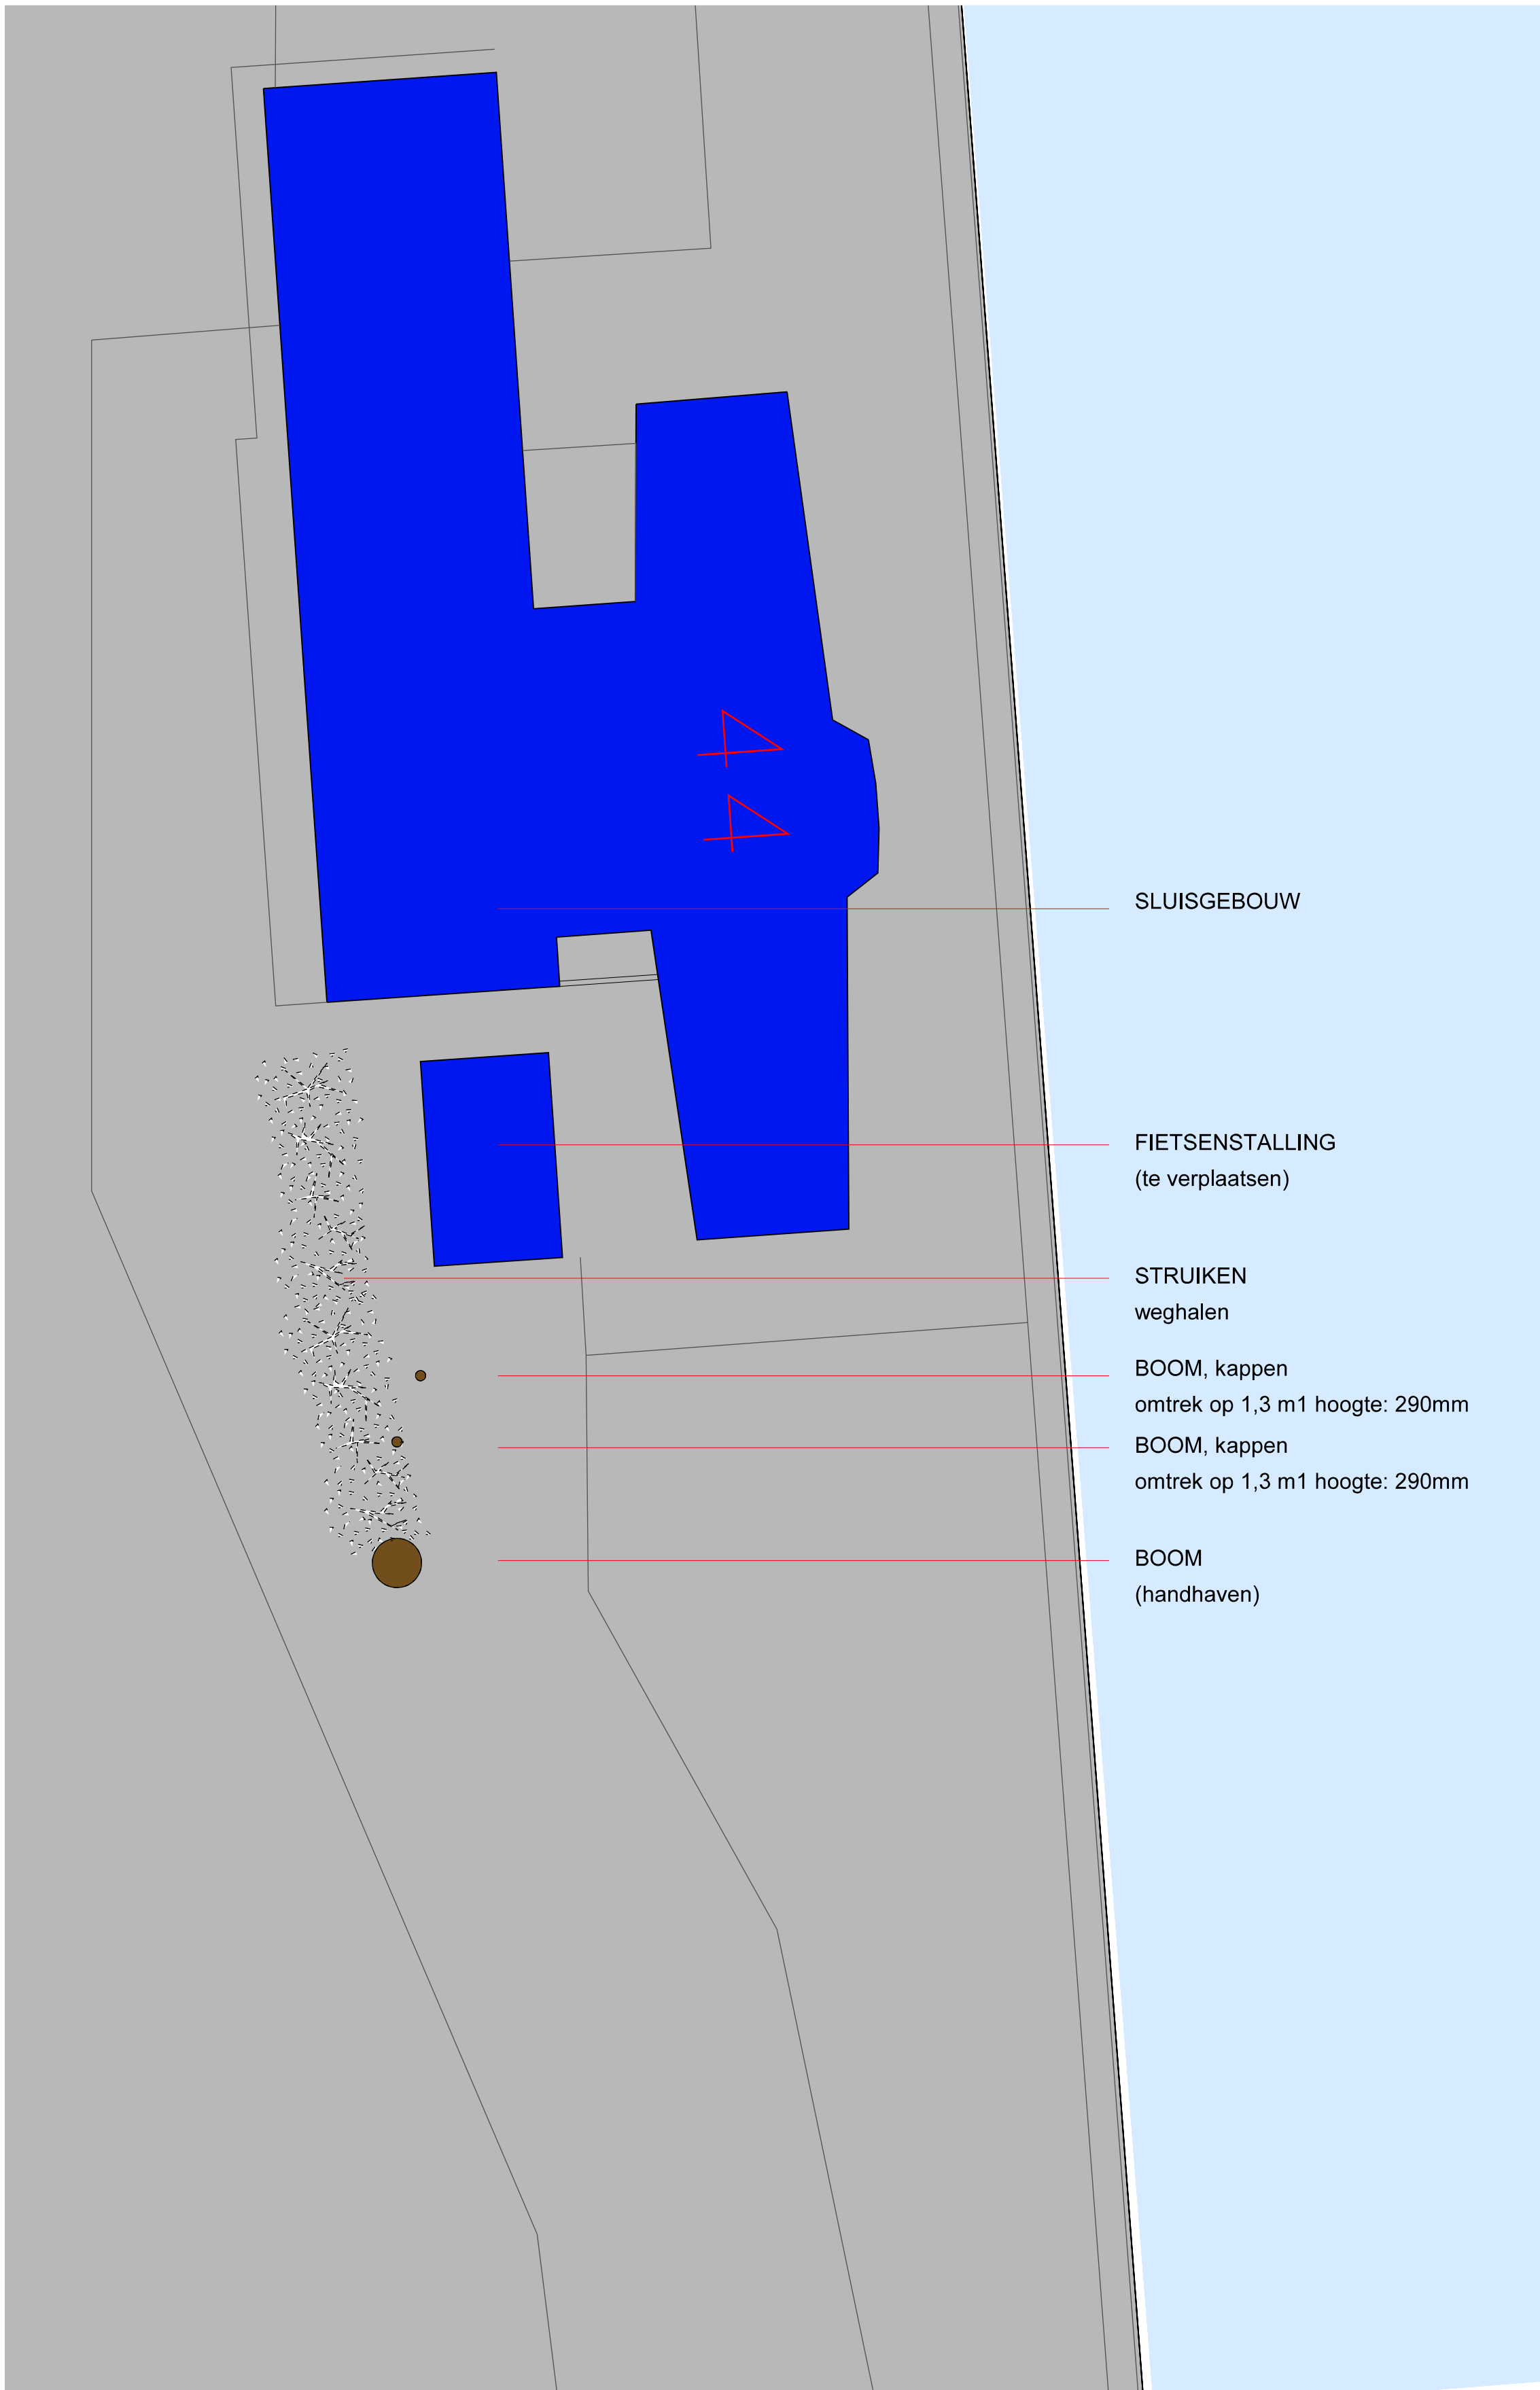 44
SLUISGEBOUW
FIETSENSTALLING
(te verplaatsen)
STRUIKEN
weghalen
BOOM, kappen
omtrek op 1,3 m1 hoogte: 290mm
BOOM, kappen
omtrek op 1,3 m1 hoogte: 290mm
BOOM
(handhaven)